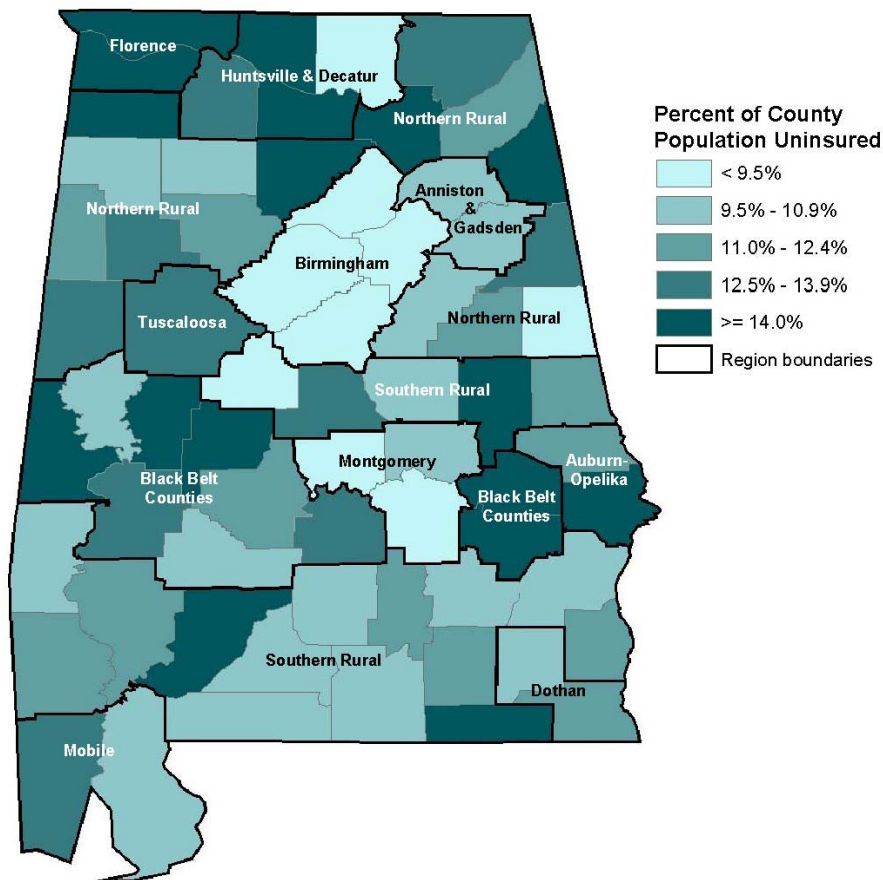 Florence
Huntsville & Decatur
Northern Rural
Percent of County
Population Uninsured
< 9.5%
9.5% - 10.9%
11.0% - 12.4%
12.5% - 13.9%
>= 14.0%
Region boundaries
Anniston
&
Gadsden
Northern Rural
Birmingham
Tuscaloosa
Northern Rural
Southern Rural
Montgomery
Auburn-
Opelika
Black Belt
Counties
Black Belt
Counties
Southern Rural
Dothan
Mobile